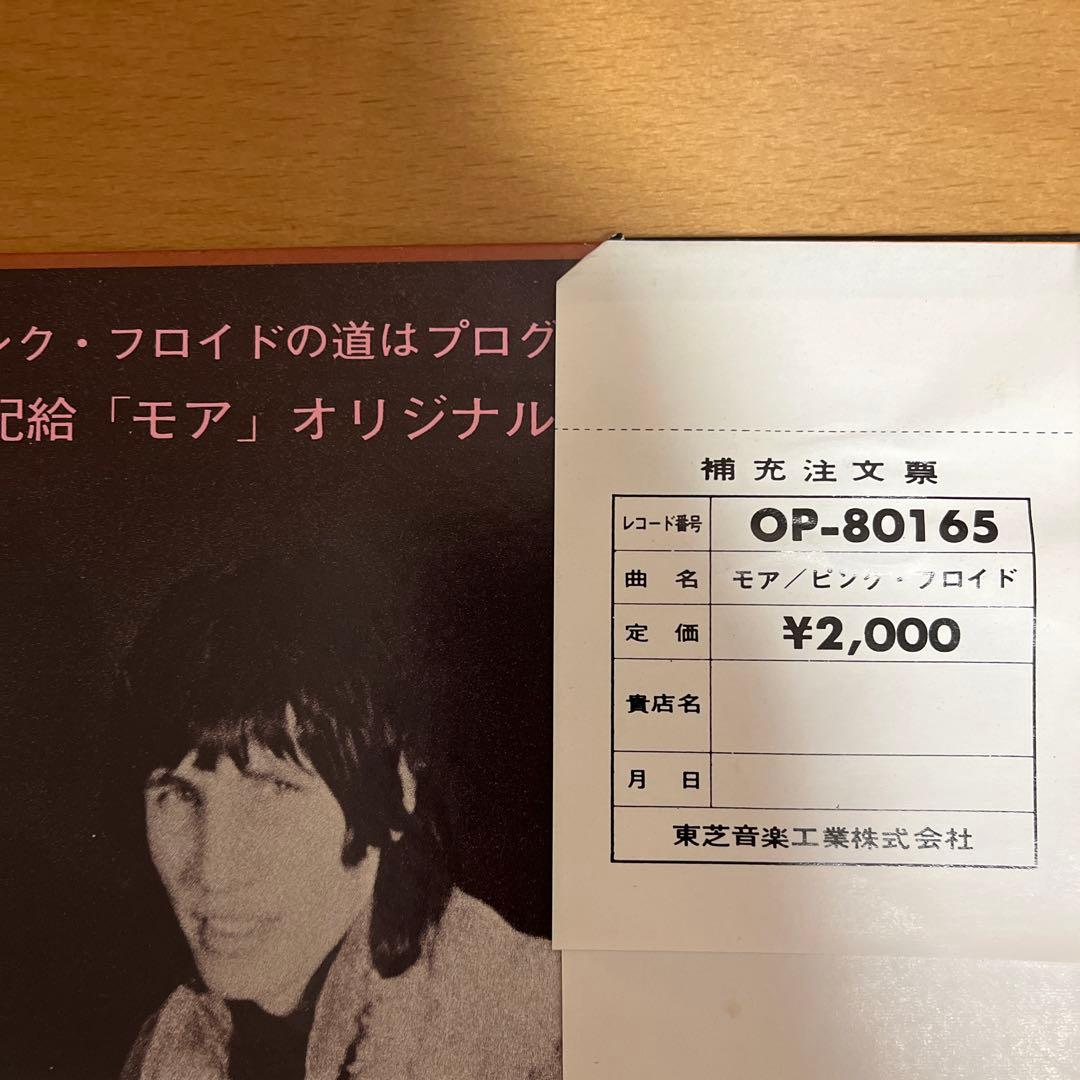 ンク・フロイドの道はプログ
配給「モア」オリジナル
補充注文票
レコード番号 OP-80165
曲名 モア/ピンク・フロイド
定価 ¥2,000
貴店名
月日
東芝音楽工業株式会社